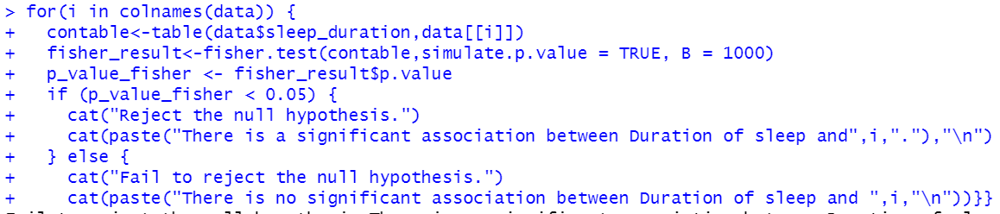 > for(i in colnames(data)) {
+   contable<-table(data$sleep_duration,data[[i]])
+   fisher_result<-fisher.test(contable,simulate.p.value = TRUE, B = 1000)
+   p_value_fisher <- fisher_result$p.value
+   if (p_value_fisher < 0.05) {
+     cat("Reject the null hypothesis.")
+     cat(paste("There is a significant association between Duration of sleep and",i,"."),"\n")
+   } else {
+     cat("Fail to reject the null hypothesis.")
+     cat(paste("There is no significant association between Duration of sleep and ",i,"\n"))}}